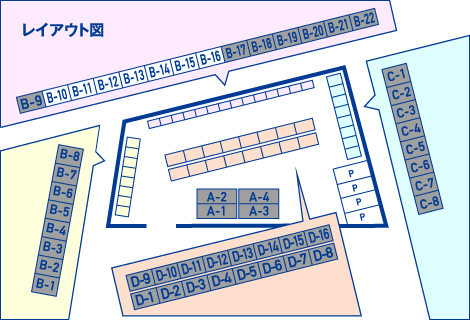 レイアウト図
B-9 B-10 B-11 B-12 B-13 B-14 B-15 B-16 B-17 B-18 B-19 B-20 B-21 B-22
B-8
B-7
B-6
B-5
B-4
B-3
B-2
B-1
A-2 A-4
A-1 A-3
P
P
P
P
C-1
C-2
C-3
C-4
C-5
C-6
C-7
C-8
D-9 D-10 D-11 D-12 D-13 D-14 D-15 D-16
D-1 D-2 D-3 D-4 D-5 D-6 D-7 D-8